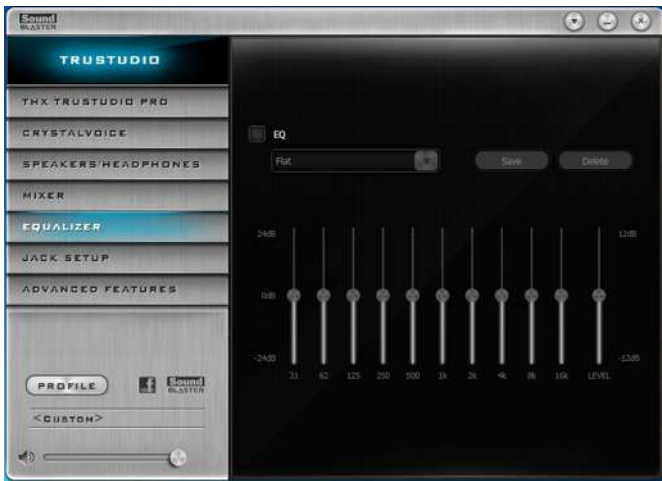 Sound
BLASTER
TRUSTUDIO
THX TRUSTUDIO PRO
CRYSTALVOICE
SPEAKERS/HEADPHONES
MIXER
EQUALIZER
JACK SETUP
ADVANCED FEATURES
PROFILE
f
Sound
BLASTER
<CUSTOM>
EQ
Flat
Save
Delete
24dB
12dB
0dB
-24dB
-12dB
31 62 125 250 500 1k 2k 4k 8k 16k LEVEL